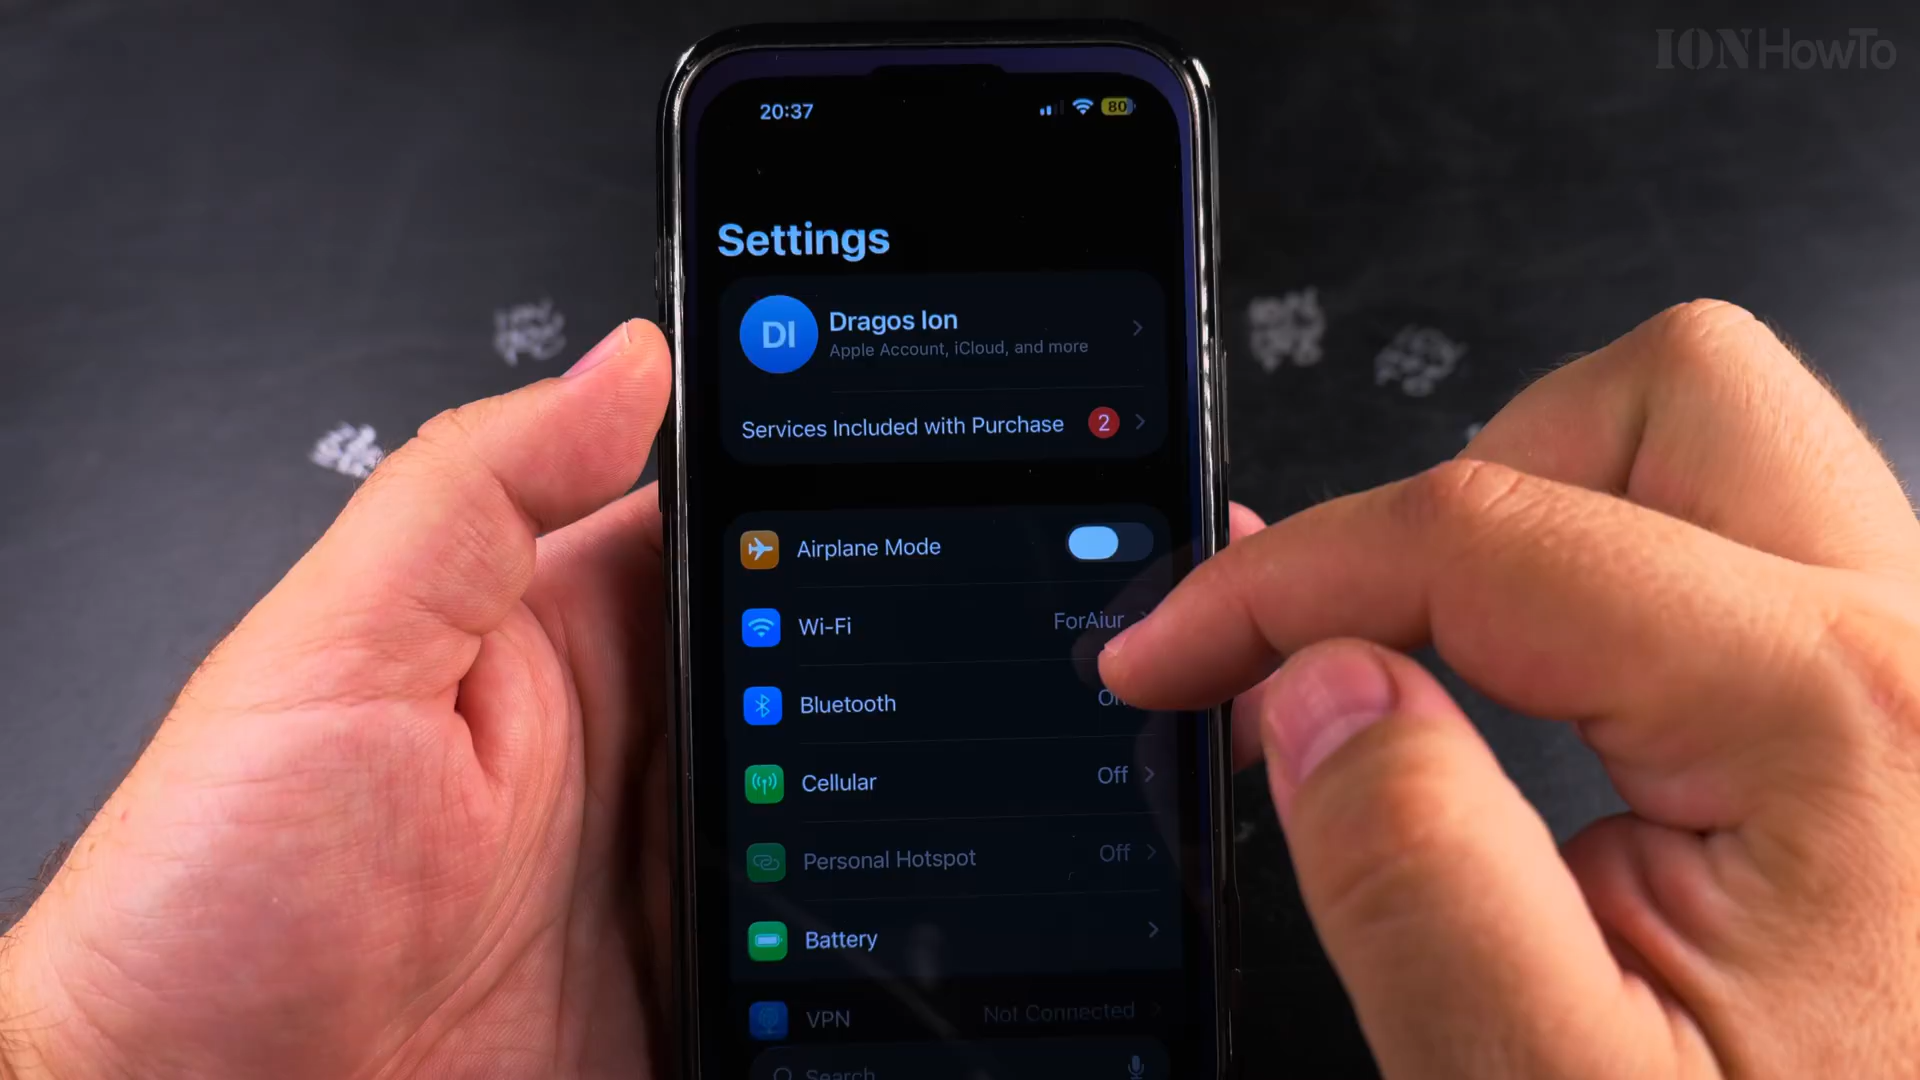 IONHowTo
20:37
80
Settings
DI
Dragos Ion
Apple Account, iCloud, and more
Services Included with Purchase 2
Airplane Mode
Wi-Fi ForAiur
Bluetooth On
Cellular Off
Personal Hotspot Off
Battery
VPN Not Connected
Search